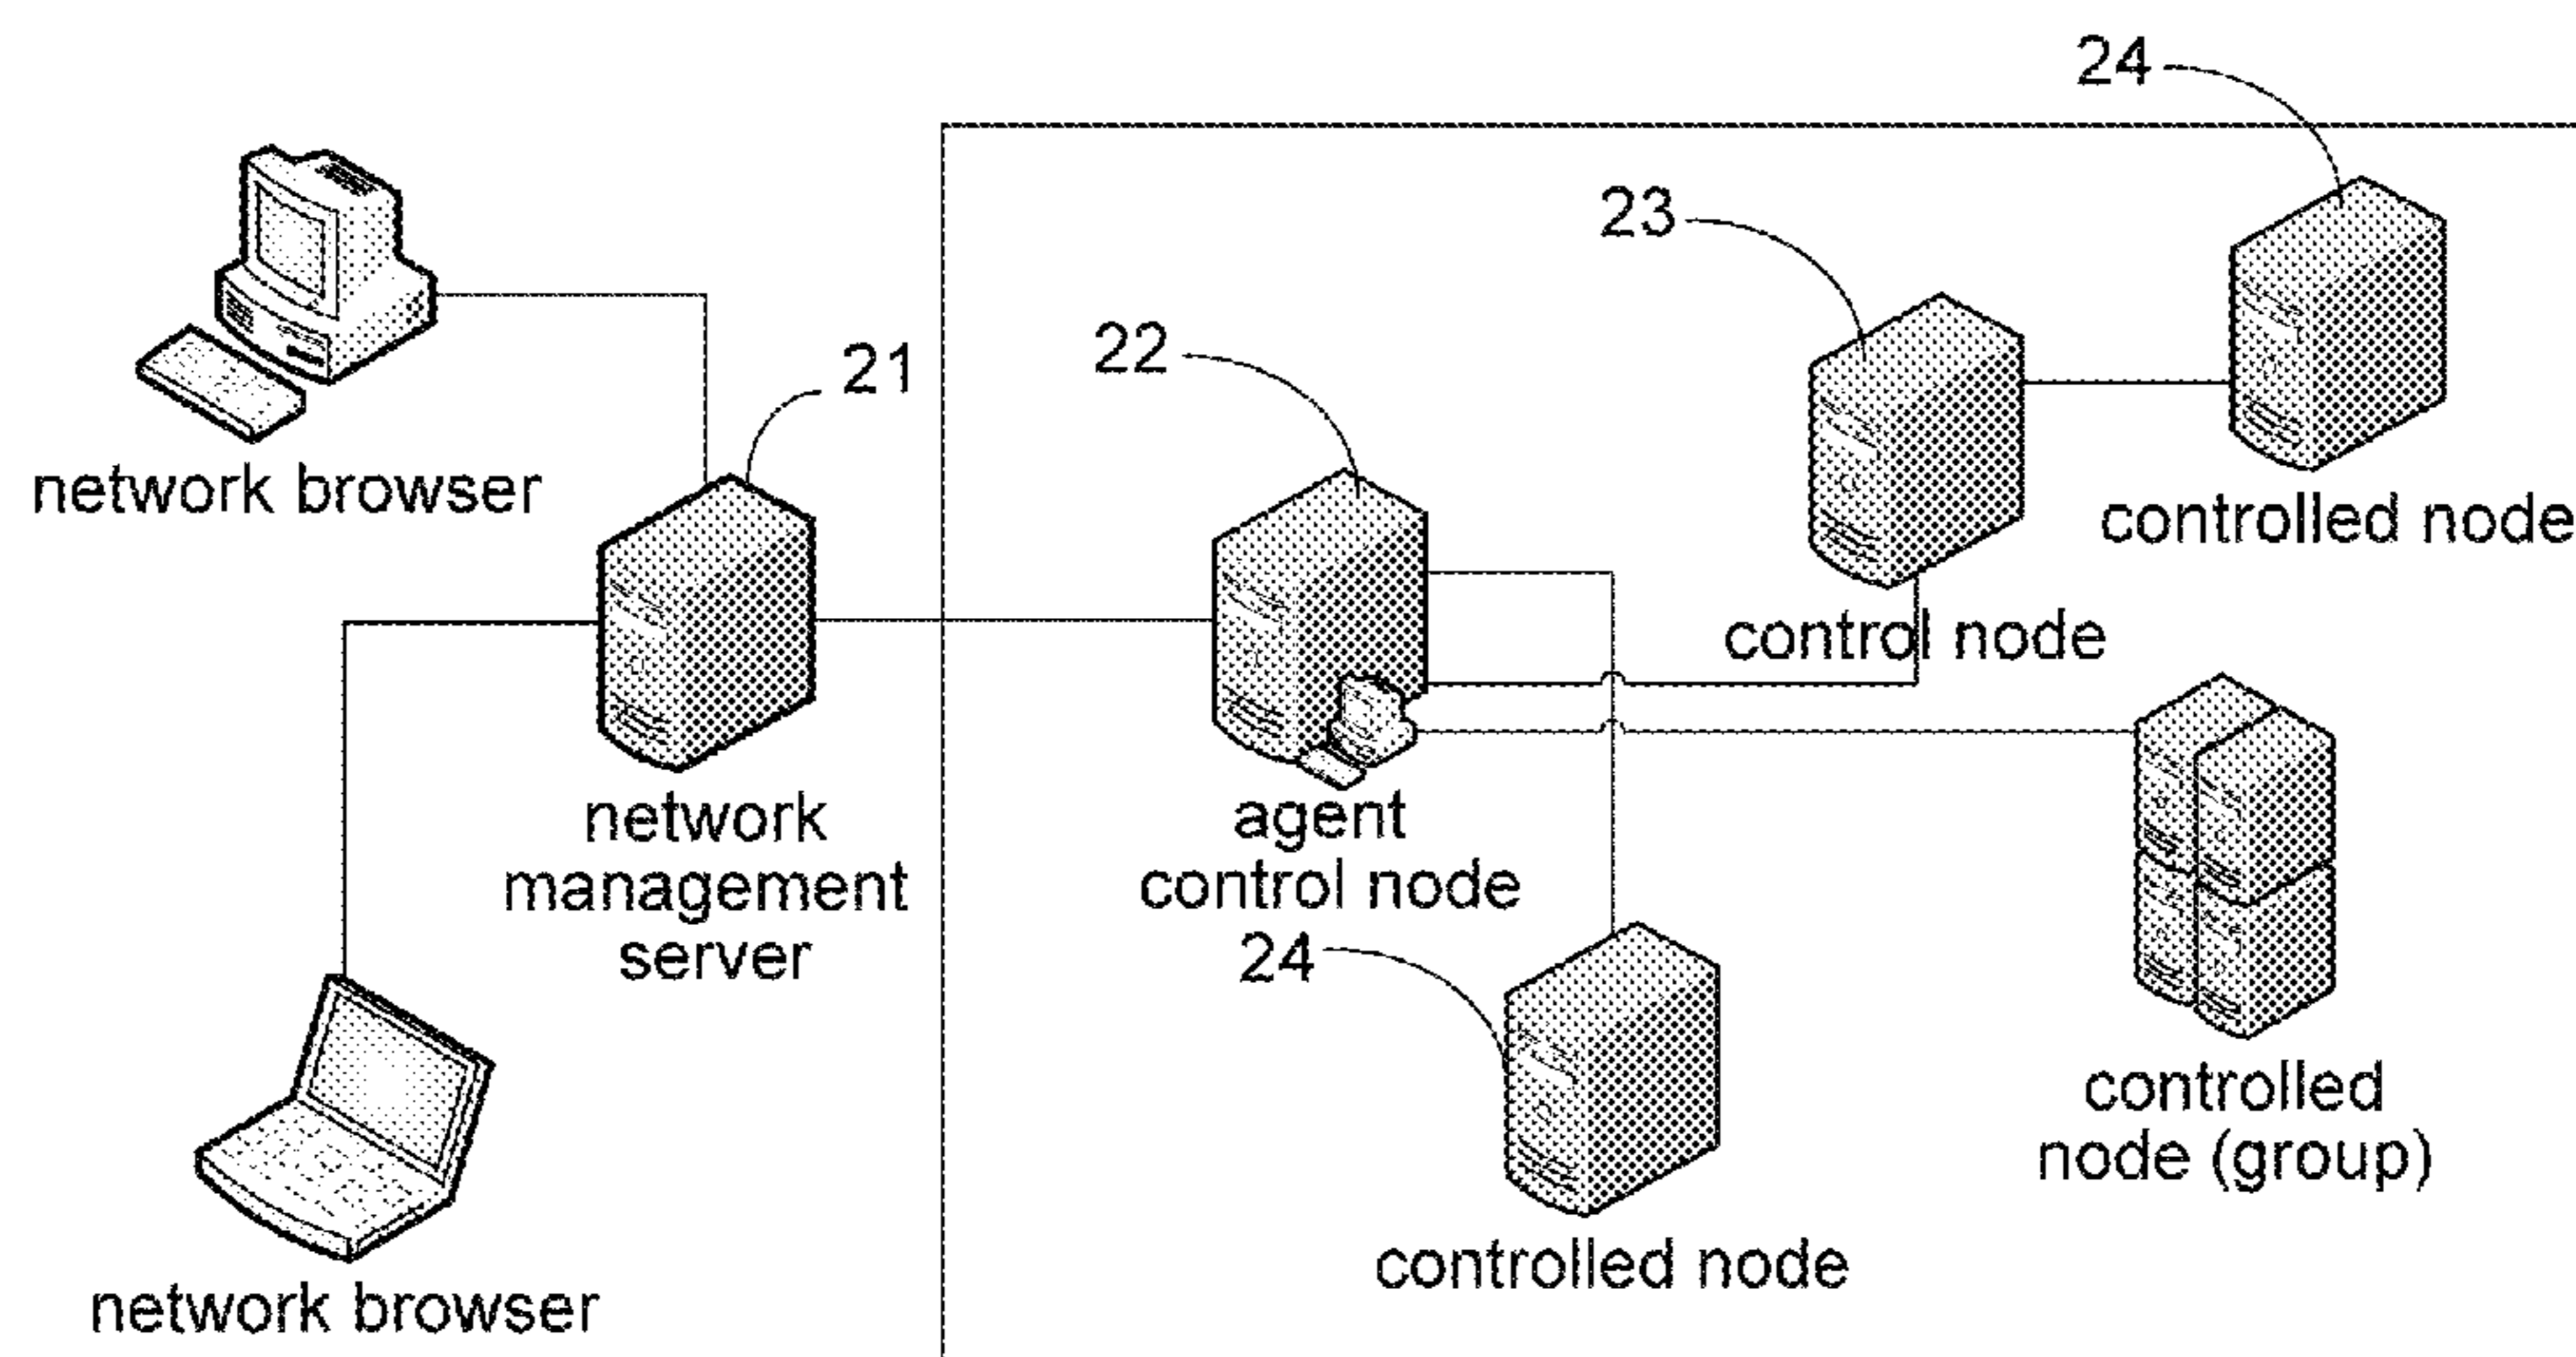 24
23
22
21
network browser
controlled node
control node
network
management
server
agent
control node
24
controlled
node (group)
controlled node
network browser